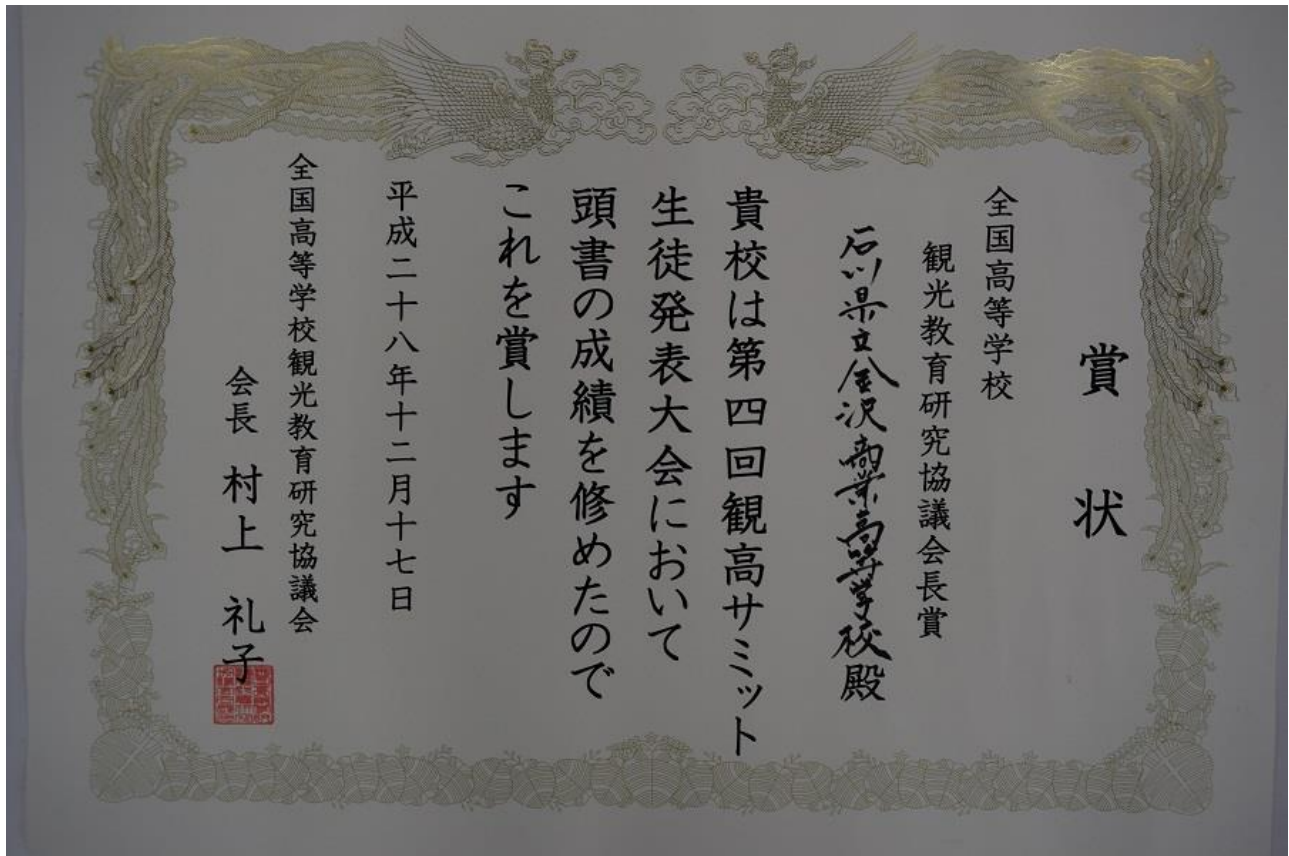 賞状
全国高等学校
観光教育研究協議会長賞
石川県立金沢商業高等学校殿
貴校は第四回観高サミット
生徒発表大会において
頭書の成績を修めたので
これを賞します
平成二十八年十二月十七日
全国高等学校観光教育研究協議会
会長 村上 礼子